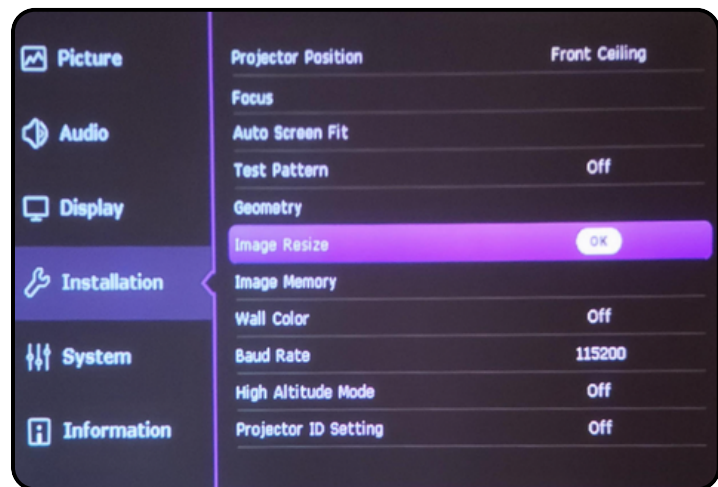 Picture
Audio
Display
Installation
System
Information
Projector Position Front Ceiling
Focus
Auto Screen Fit
Test Pattern Off
Geometry
Image Resize OK
Image Memory
Wall Color Off
Baud Rate 115200
High Altitude Mode Off
Projector ID Setting Off